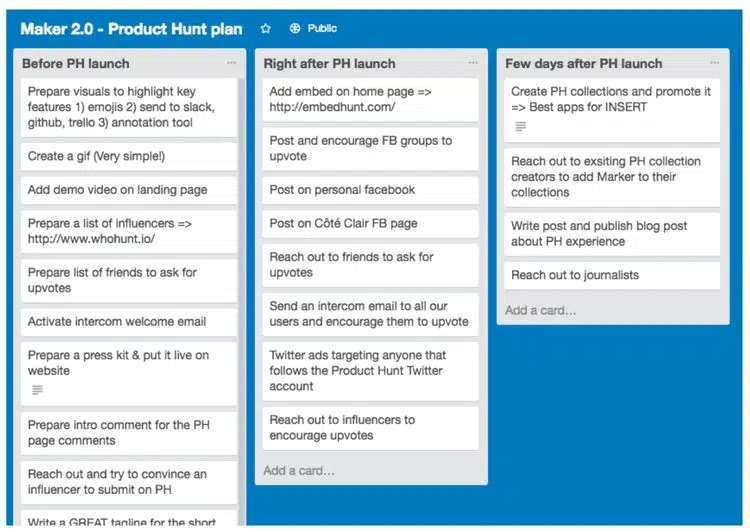 Maker 2.0 - Product Hunt plan
Public
Before PH launch
Prepare visuals to highlight key
features 1) emojis 2) send to slack,
github, trello 3) annotation tool
Create a gif (Very simple!)
Add demo video on landing page
Prepare a list of influencers =>
http://www.whohunt.io/
Prepare list of friends to ask for
upvotes
Activate intercom welcome email
Prepare a press kit & put it live on
website
Prepare intro comment for the PH
page comments
Reach out and try to convince an
influencer to submit on PH
Write a GREAT tagline for the short
Right after PH launch
Add embed on home page =>
http://embedhunt.com/
Post and encourage FB groups to
upvote
Post on personal facebook
Post on Côté Clair FB page
Reach out to friends to ask for
upvotes
Send an intercom email to all our
users and encourage them to upvote
Twitter ads targeting anyone that
follows the Product Hunt Twitter
account
Reach out to influencers to
encourage upvotes
Add a card...
Few days after PH launch
Create PH collections and promote it
=> Best apps for INSERT
Reach out to exsiting PH collection
creators to add Marker to their
collections
Write post and publish blog post
about PH experience
Reach out to journalists
Add a card...